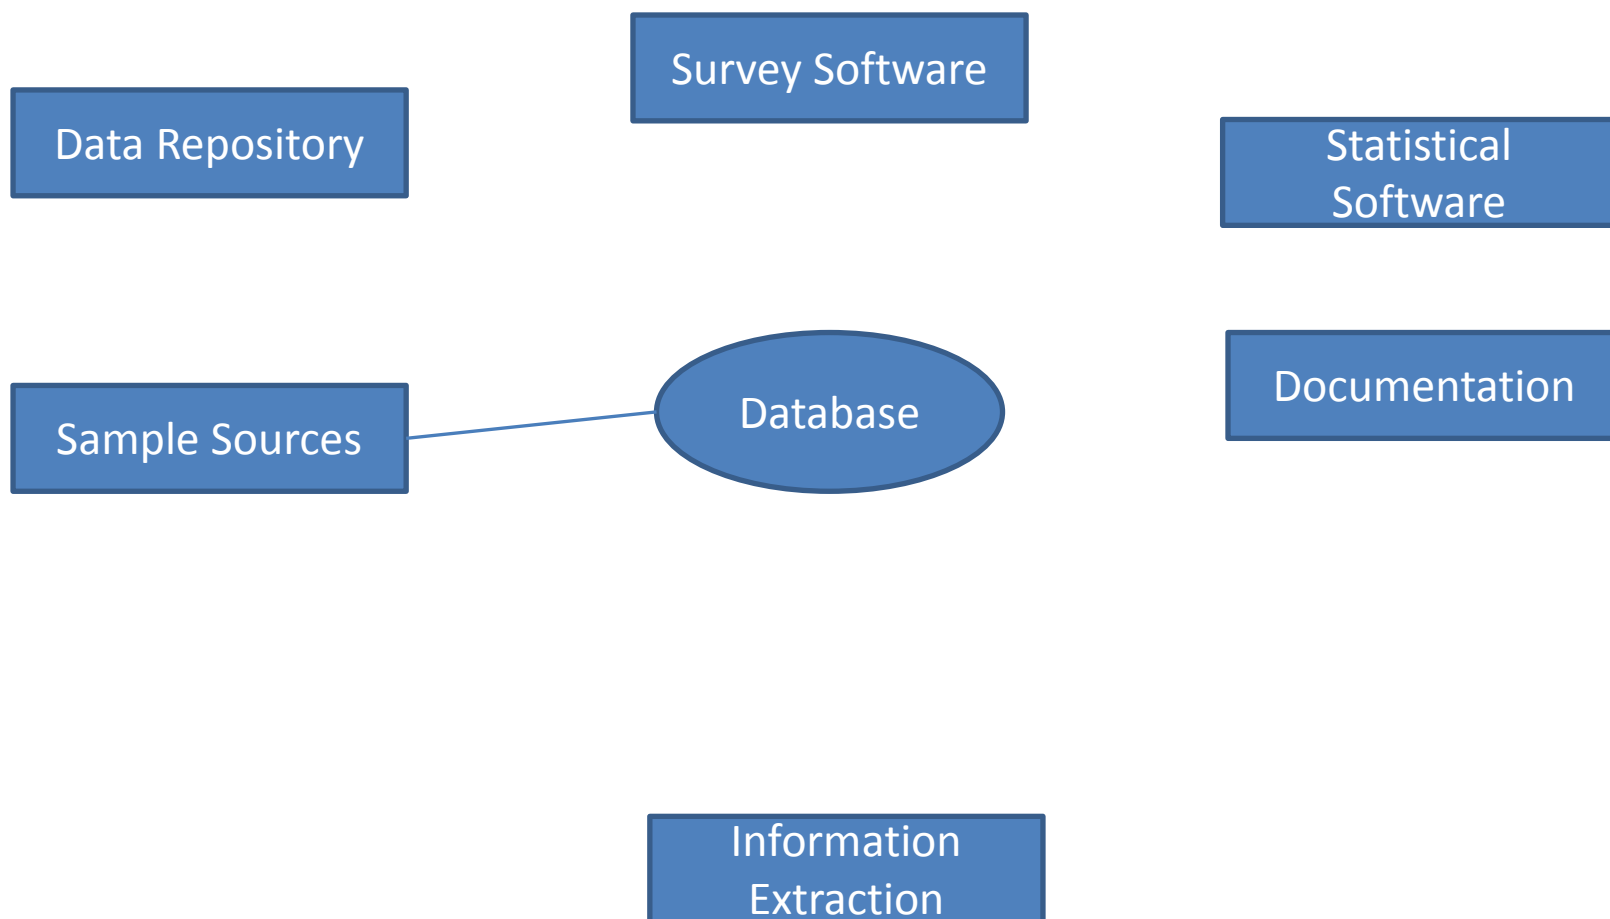 Survey Software
Data Repository
Statistical
Software
Documentation
Database
Sample Sources
Information
Extraction